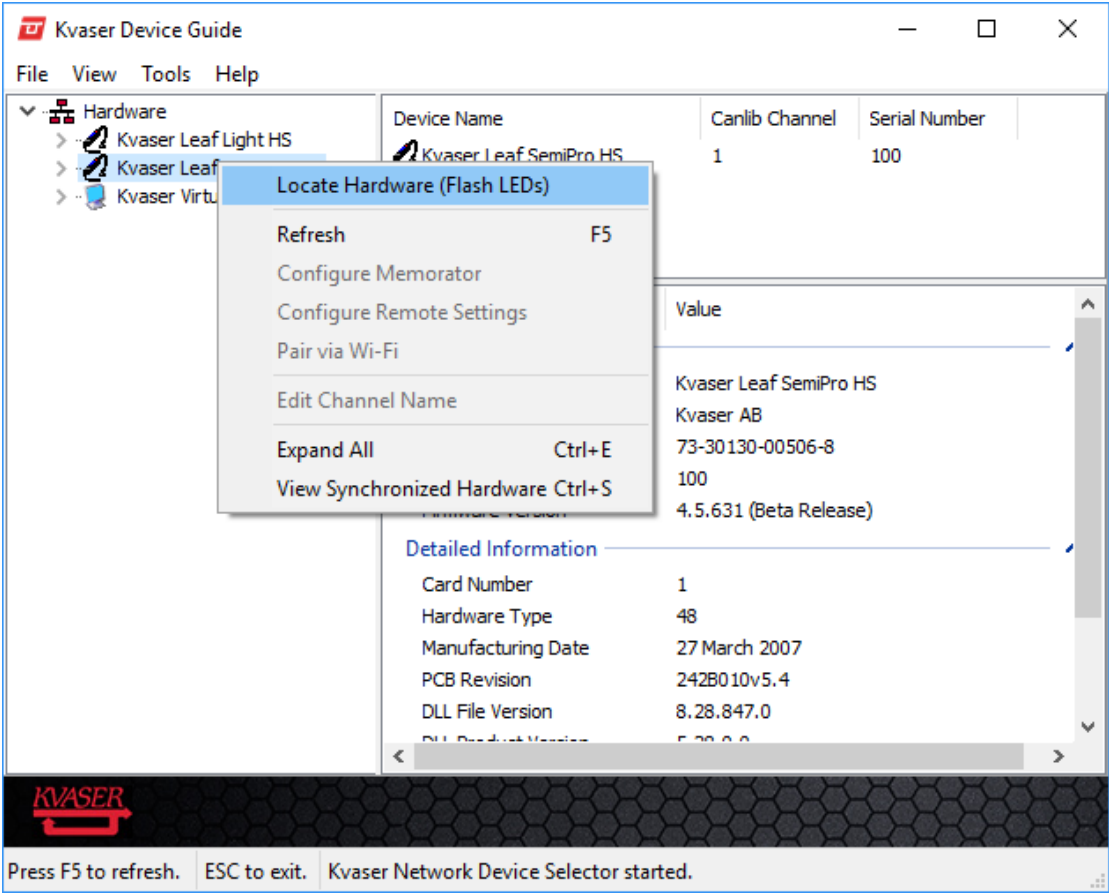 Kvaser Device Guide
File View Tools Help
Hardware
Kvaser Leaf Light HS
Kvaser Leaf
Kvaser Virtu
Device Name Canlib Channel Serial Number
Kvaser Leaf SemiPro HS 1 100
Locate Hardware (Flash LEDs)
Refresh F5
Configure Memorator
Configure Remote Settings
Pair via Wi-Fi
Edit Channel Name
Expand All Ctrl+E
View Synchronized Hardware Ctrl+S
Value
Kvaser Leaf SemiPro HS
Kvaser AB
73-30130-00506-8
100
4.5.631 (Beta Release)
Detailed Information
Card Number 1
Hardware Type 48
Manufacturing Date 27 March 2007
PCB Revision 242B010v5.4
DLL File Version 8.28.847.0
KVASER
Press F5 to refresh. ESC to exit. Kvaser Network Device Selector started.